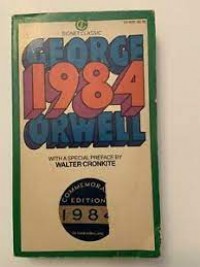 SIGNET CLASSIC
GEORGE
1984
ORWELL
WITH A SPECIAL PREFACE BY
WALTER CRONKITE
COMMEMORATIVE
EDITION
1984